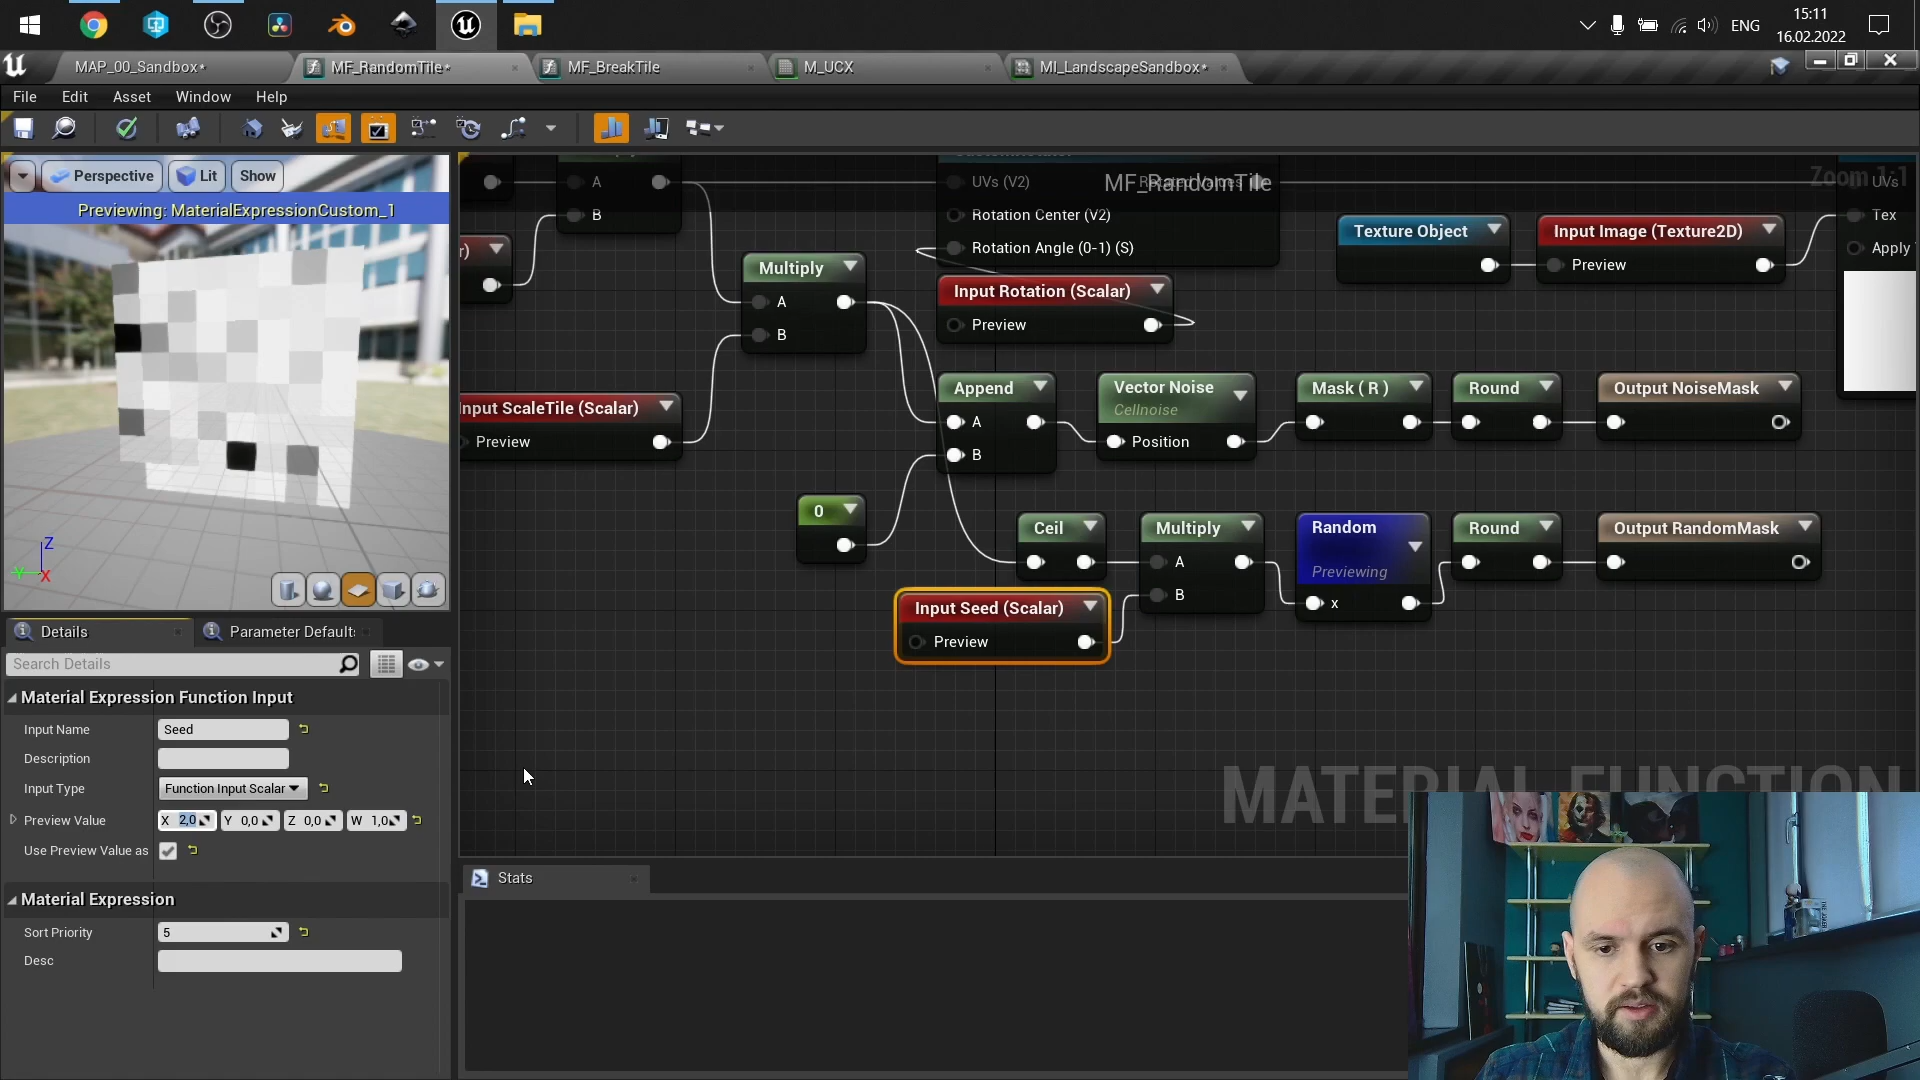 ENG
15:11
16.02.2022
MAP_00_Sandbox*
MF_RandomTile*
MF_BreakTile
M_UCX
MI_LandscapeSandbox*
File Edit Asset Window Help
Perspective
Lit
Show
Previewing: MaterialExpressionCustom_1
Z
Y
X
Details
Parameter Default
Search Details
Material Expression Function Input
Input Name
Seed
Description
Input Type
Function Input Scalar
Preview Value
X 2,0
Y 0,0
Z 0,0
W 1,0
Use Preview Value as
Material Expression
Sort Priority
5
Desc
MF_RandomTile
Zoom 1:1
A
B
UVs (V2)
Rotation Center (V2)
Rotation Angle (0-1) (S)
UVs
Tex
Apply
Texture Object
Input Image (Texture2D)
Preview
Multiply
A
B
Input Rotation (Scalar)
Preview
Input ScaleTile (Scalar)
Preview
Append
A
B
Vector Noise
Cellnoise
Position
Mask ( R )
Round
Output NoiseMask
0
Ceil
Multiply
A
B
Random
Previewing
x
Round
Output RandomMask
Input Seed (Scalar)
Preview
MATERIAL FUNCTION
Stats